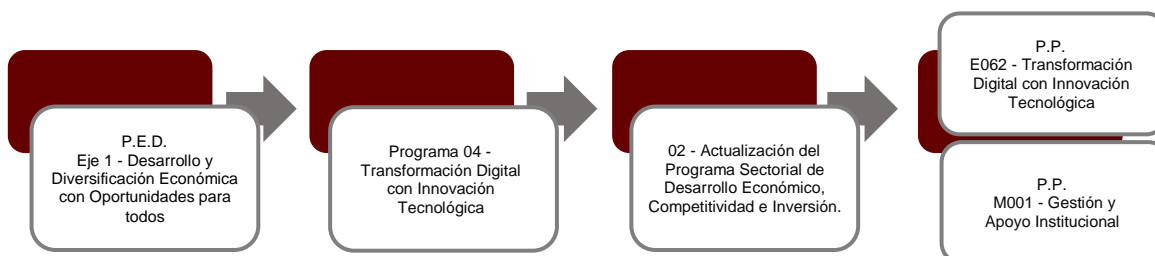 P.E.D.
Eje 1 - Desarrollo y
Diversificación Económica
con Oportunidades para
todos
Programa 04 -
Transformación Digital
con Innovación
Tecnológica
02 - Actualización del
Programa Sectorial de
Desarrollo Económico,
Competitividad e Inversión.
P.P.
E062 - Transformación
Digital con Innovación
Tecnológica
P.P.
M001 - Gestión y
Apoyo Institucional